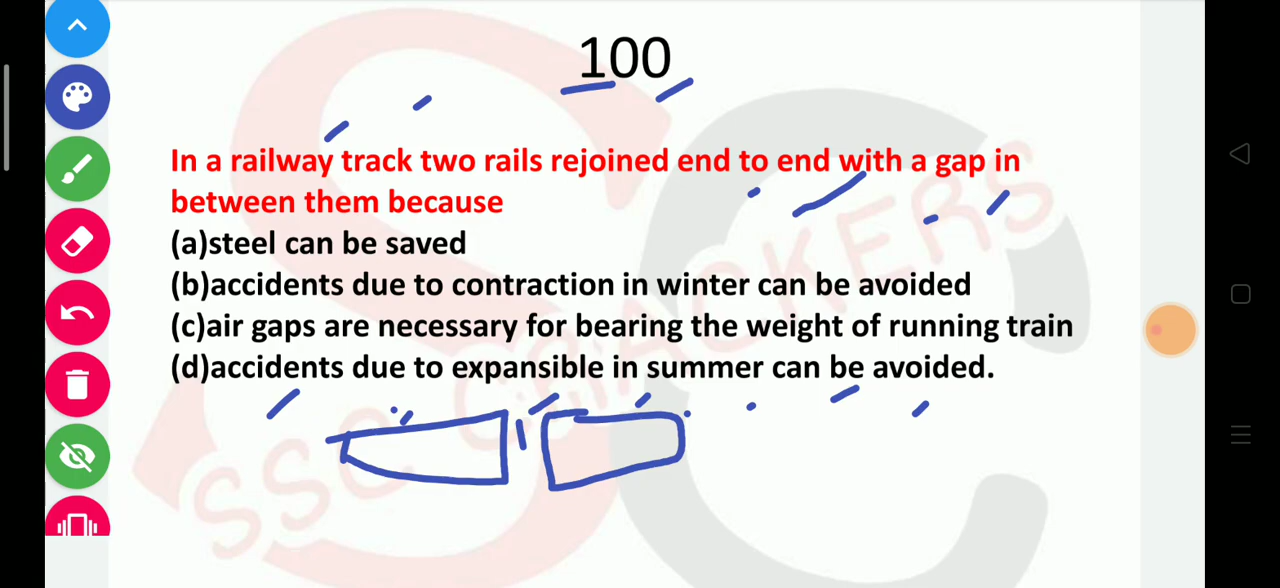 100
In a railway track two rails rejoined end to end with a gap in
between them because
(a)steel can be saved
(b)accidents due to contraction in winter can be avoided
(c)air gaps are necessary for bearing the weight of running train
(d)accidents due to expansible in summer can be avoided.
SSC CRACKERS